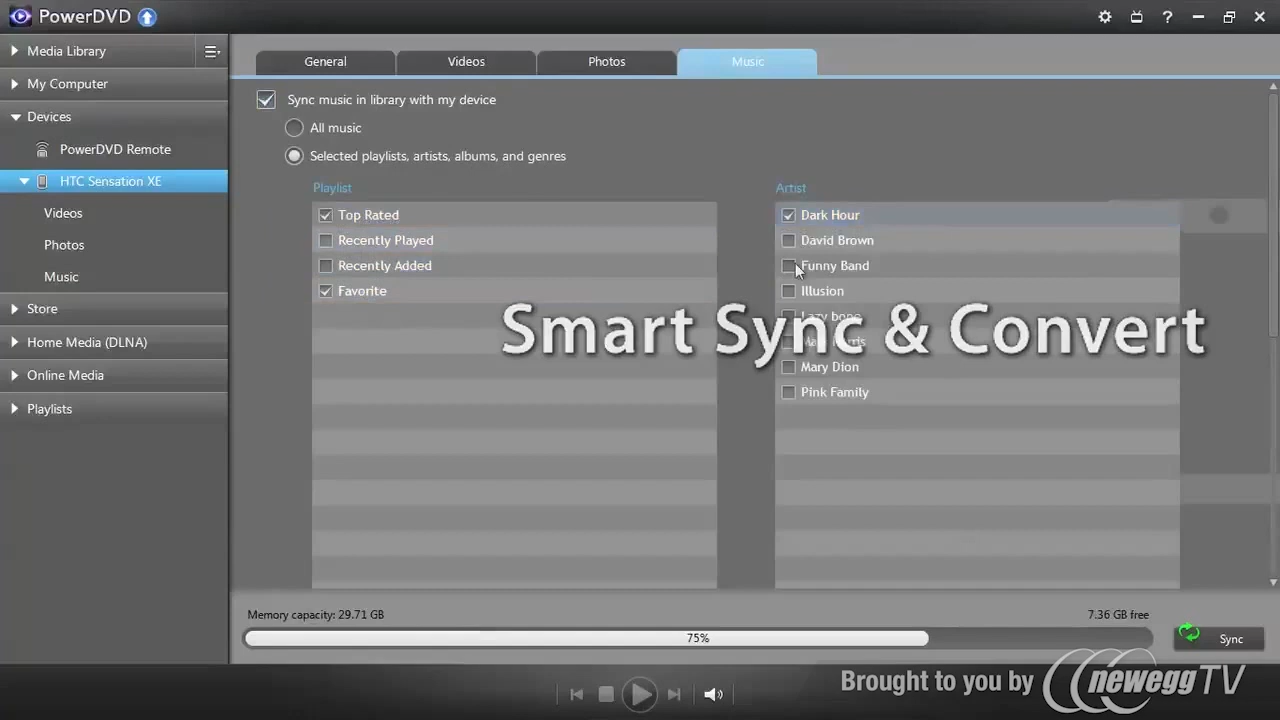 PowerDVD
Media Library
My Computer
Devices
PowerDVD Remote
HTC Sensation XE
Videos
Photos
Music
Store
Home Media (DLNA)
Online Media
Playlists
General
Videos
Photos
Music
Sync music in library with my device
All music
Selected playlists, artists, albums, and genres
Playlist
Top Rated
Recently Played
Recently Added
Favorite
Artist
Dark Hour
David Brown
Funny Band
Illusion
Lazy bone
Mary Dion
Pink Family
Smart Sync & Convert
Memory capacity: 29.71 GB
7.36 GB free
75%
Sync
Brought to you by newegg TV